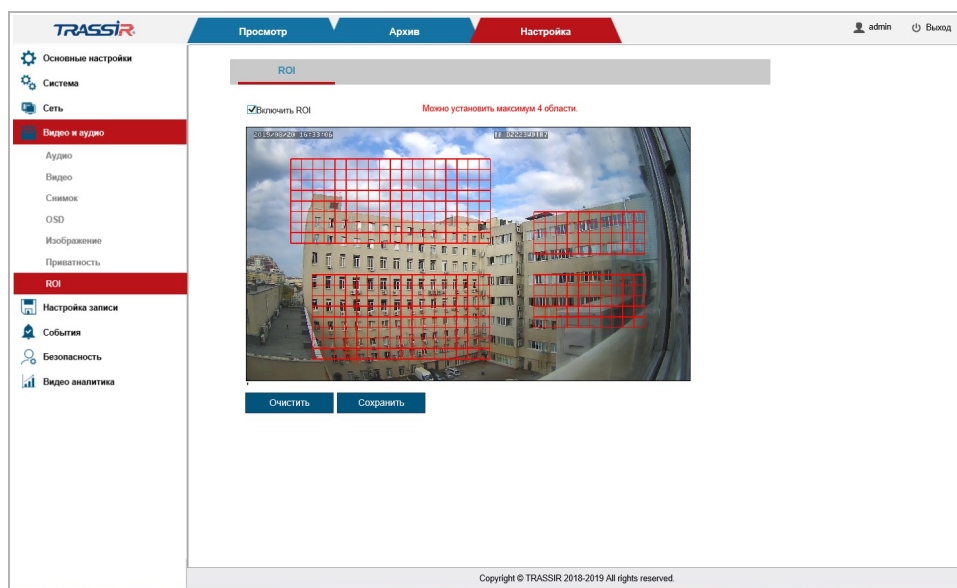 TRASSIR
Просмотр
Архив
Настройка
admin
Выход
Основные настройки
Система
Сеть
Видео и аудио
Аудио
Видео
Снимок
OSD
Изображение
Приватность
ROI
Настройка записи
События
Безопасность
Видео аналитика
ROI
Включить ROI
Можно установить максимум 4 области.
Очистить
Сохранить
Copyright © TRASSIR 2018-2019 All rights reserved.